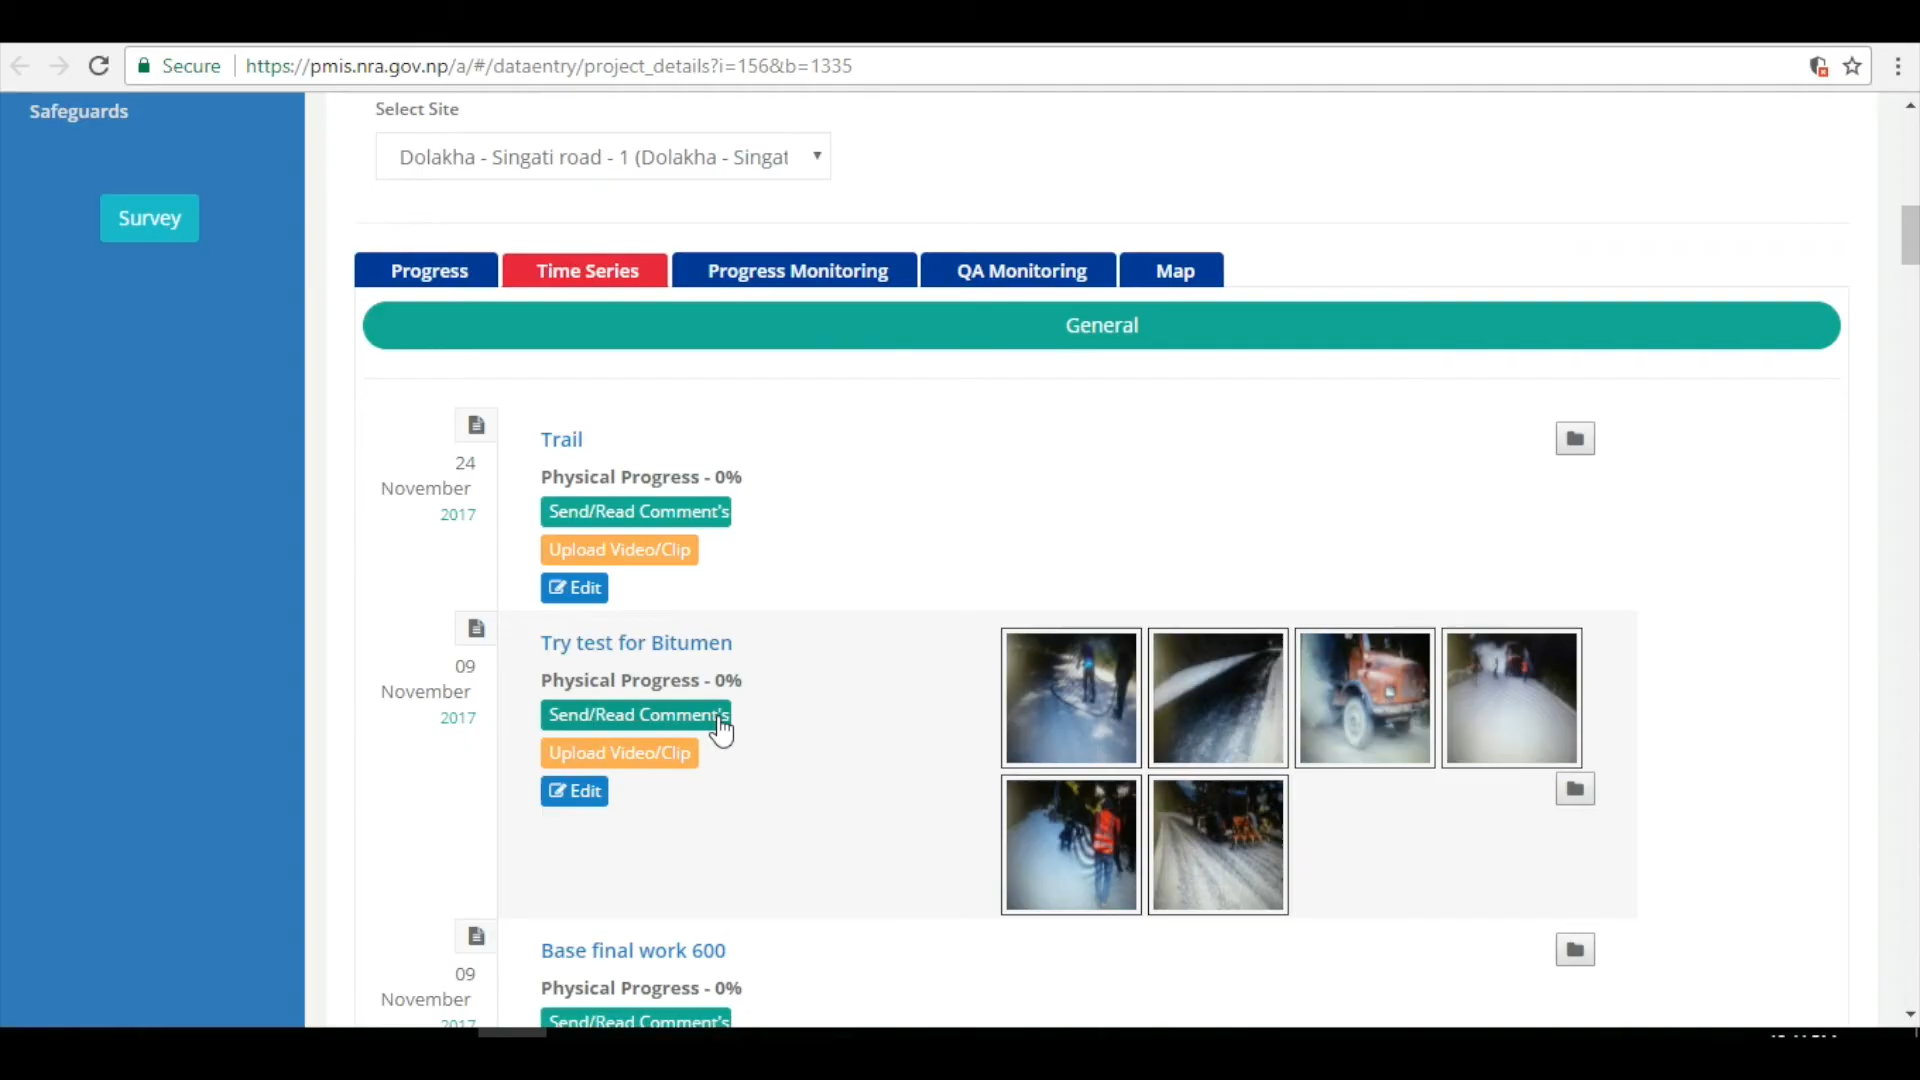 Secure
https://pmis.nra.gov.np/a/#/dataentry/project_details?i=156&b=1335
Safeguards
Survey
Select Site
Dolakha - Singati road - 1 (Dolakha - Singat
Progress
Time Series
Progress Monitoring
QA Monitoring
Map
General
24
November
2017
Trail
Physical Progress - 0%
Send/Read Comment's
Upload Video/Clip
Edit
09
November
2017
Try test for Bitumen
Physical Progress - 0%
Send/Read Comment's
Upload Video/Clip
Edit
09
November
2017
Base final work 600
Physical Progress - 0%
Send/Read Comment's